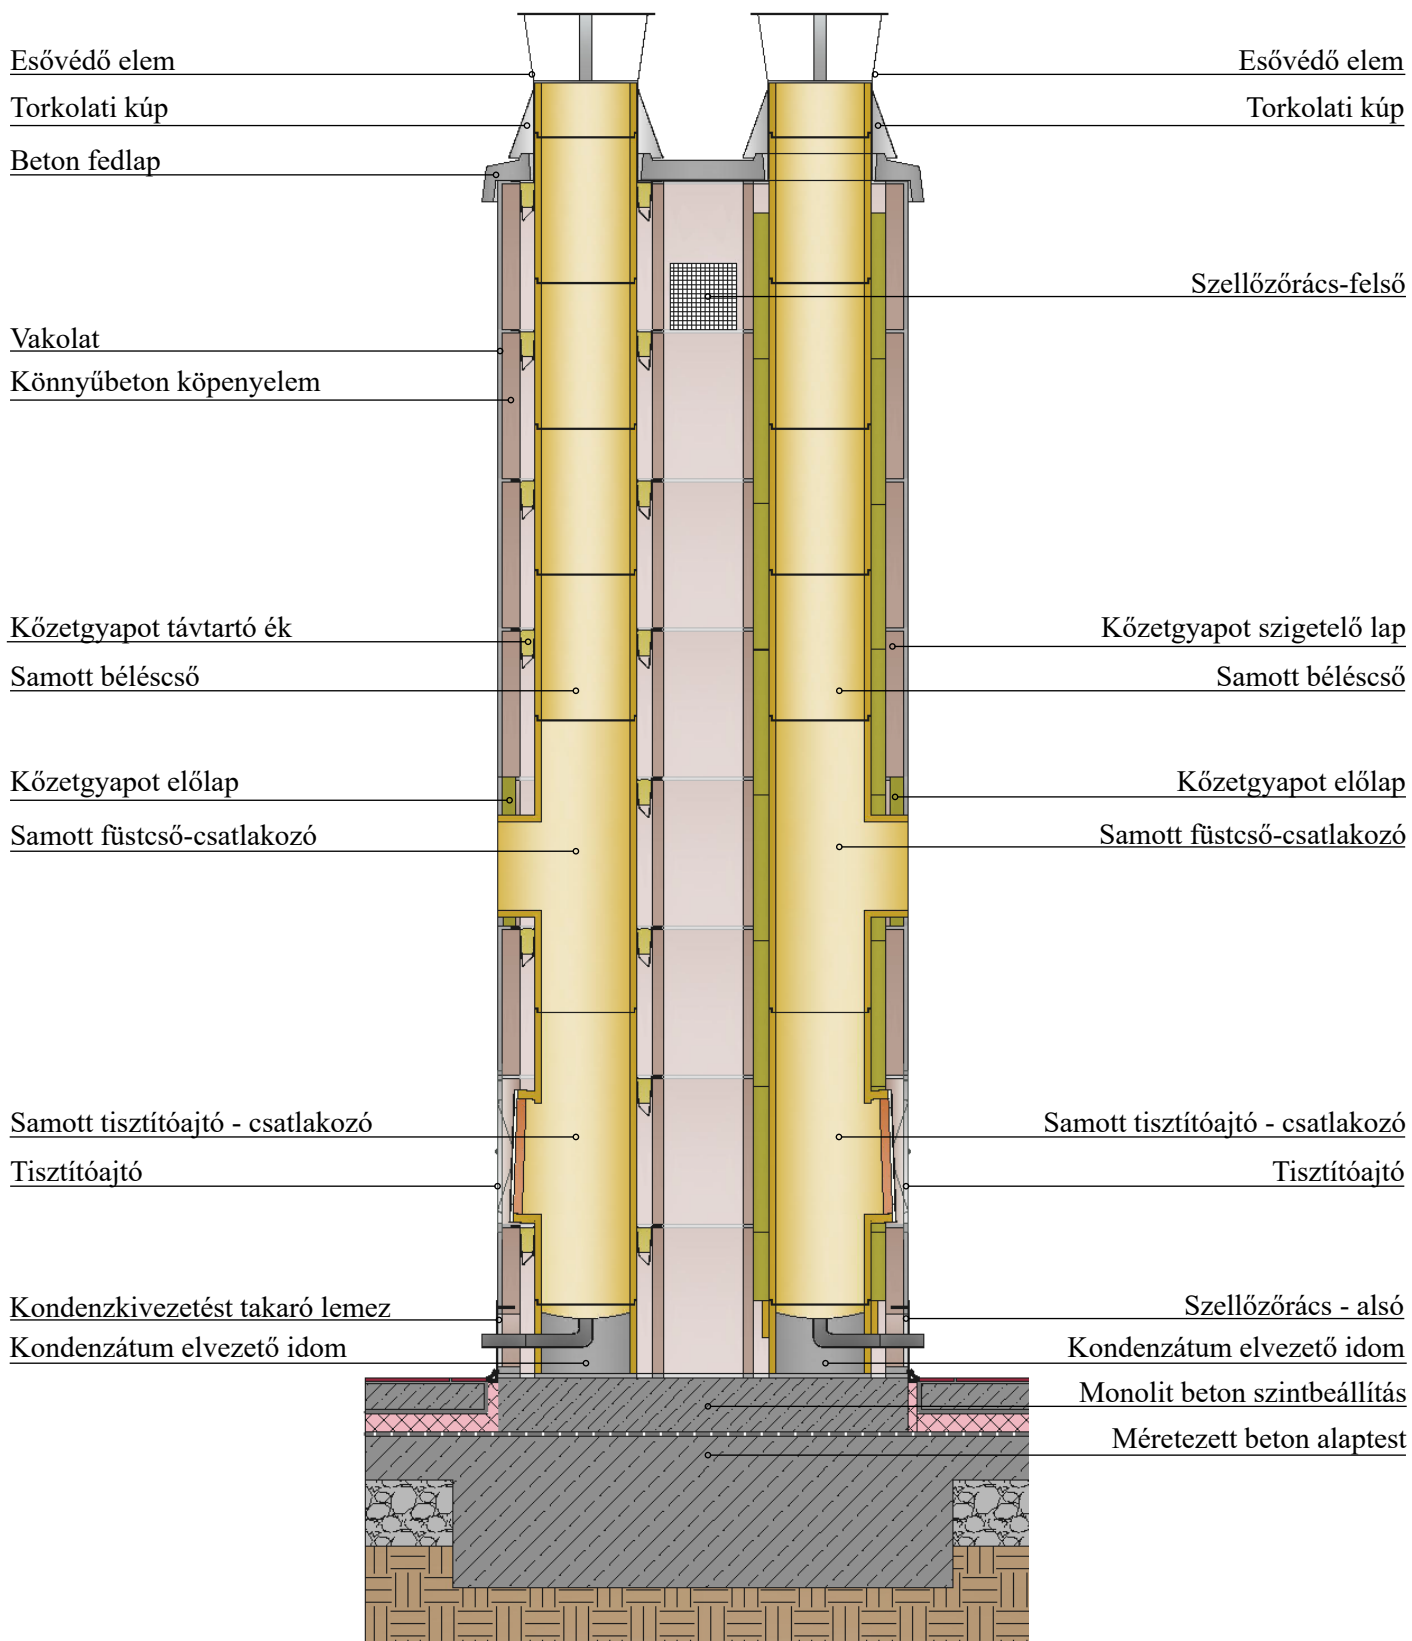 Esővédő elem
Torkolati kúp
Beton fedlap
Vakolat
Könnyűbeton köpenyelem
Kőzetgyapot távtartó ék
Samott béléscső
Kőzetgyapot előlap
Samott füstcső-csatlakozó
Samott tisztítóajtó - csatlakozó
Tisztítóajtó
Kondenzkivezetést takaró lemez
Kondenzátum elvezető idom
Esővédő elem
Torkolati kúp
Szellőzőrács-felső
Kőzetgyapot szigetelő lap
Samott béléscső
Kőzetgyapot előlap
Samott füstcső-csatlakozó
Samott tisztítóajtó - csatlakozó
Tisztítóajtó
Szellőzőrács - alsó
Kondenzátum elvezető idom
Monolit beton szintbeállítás
Méretezett beton alaptest